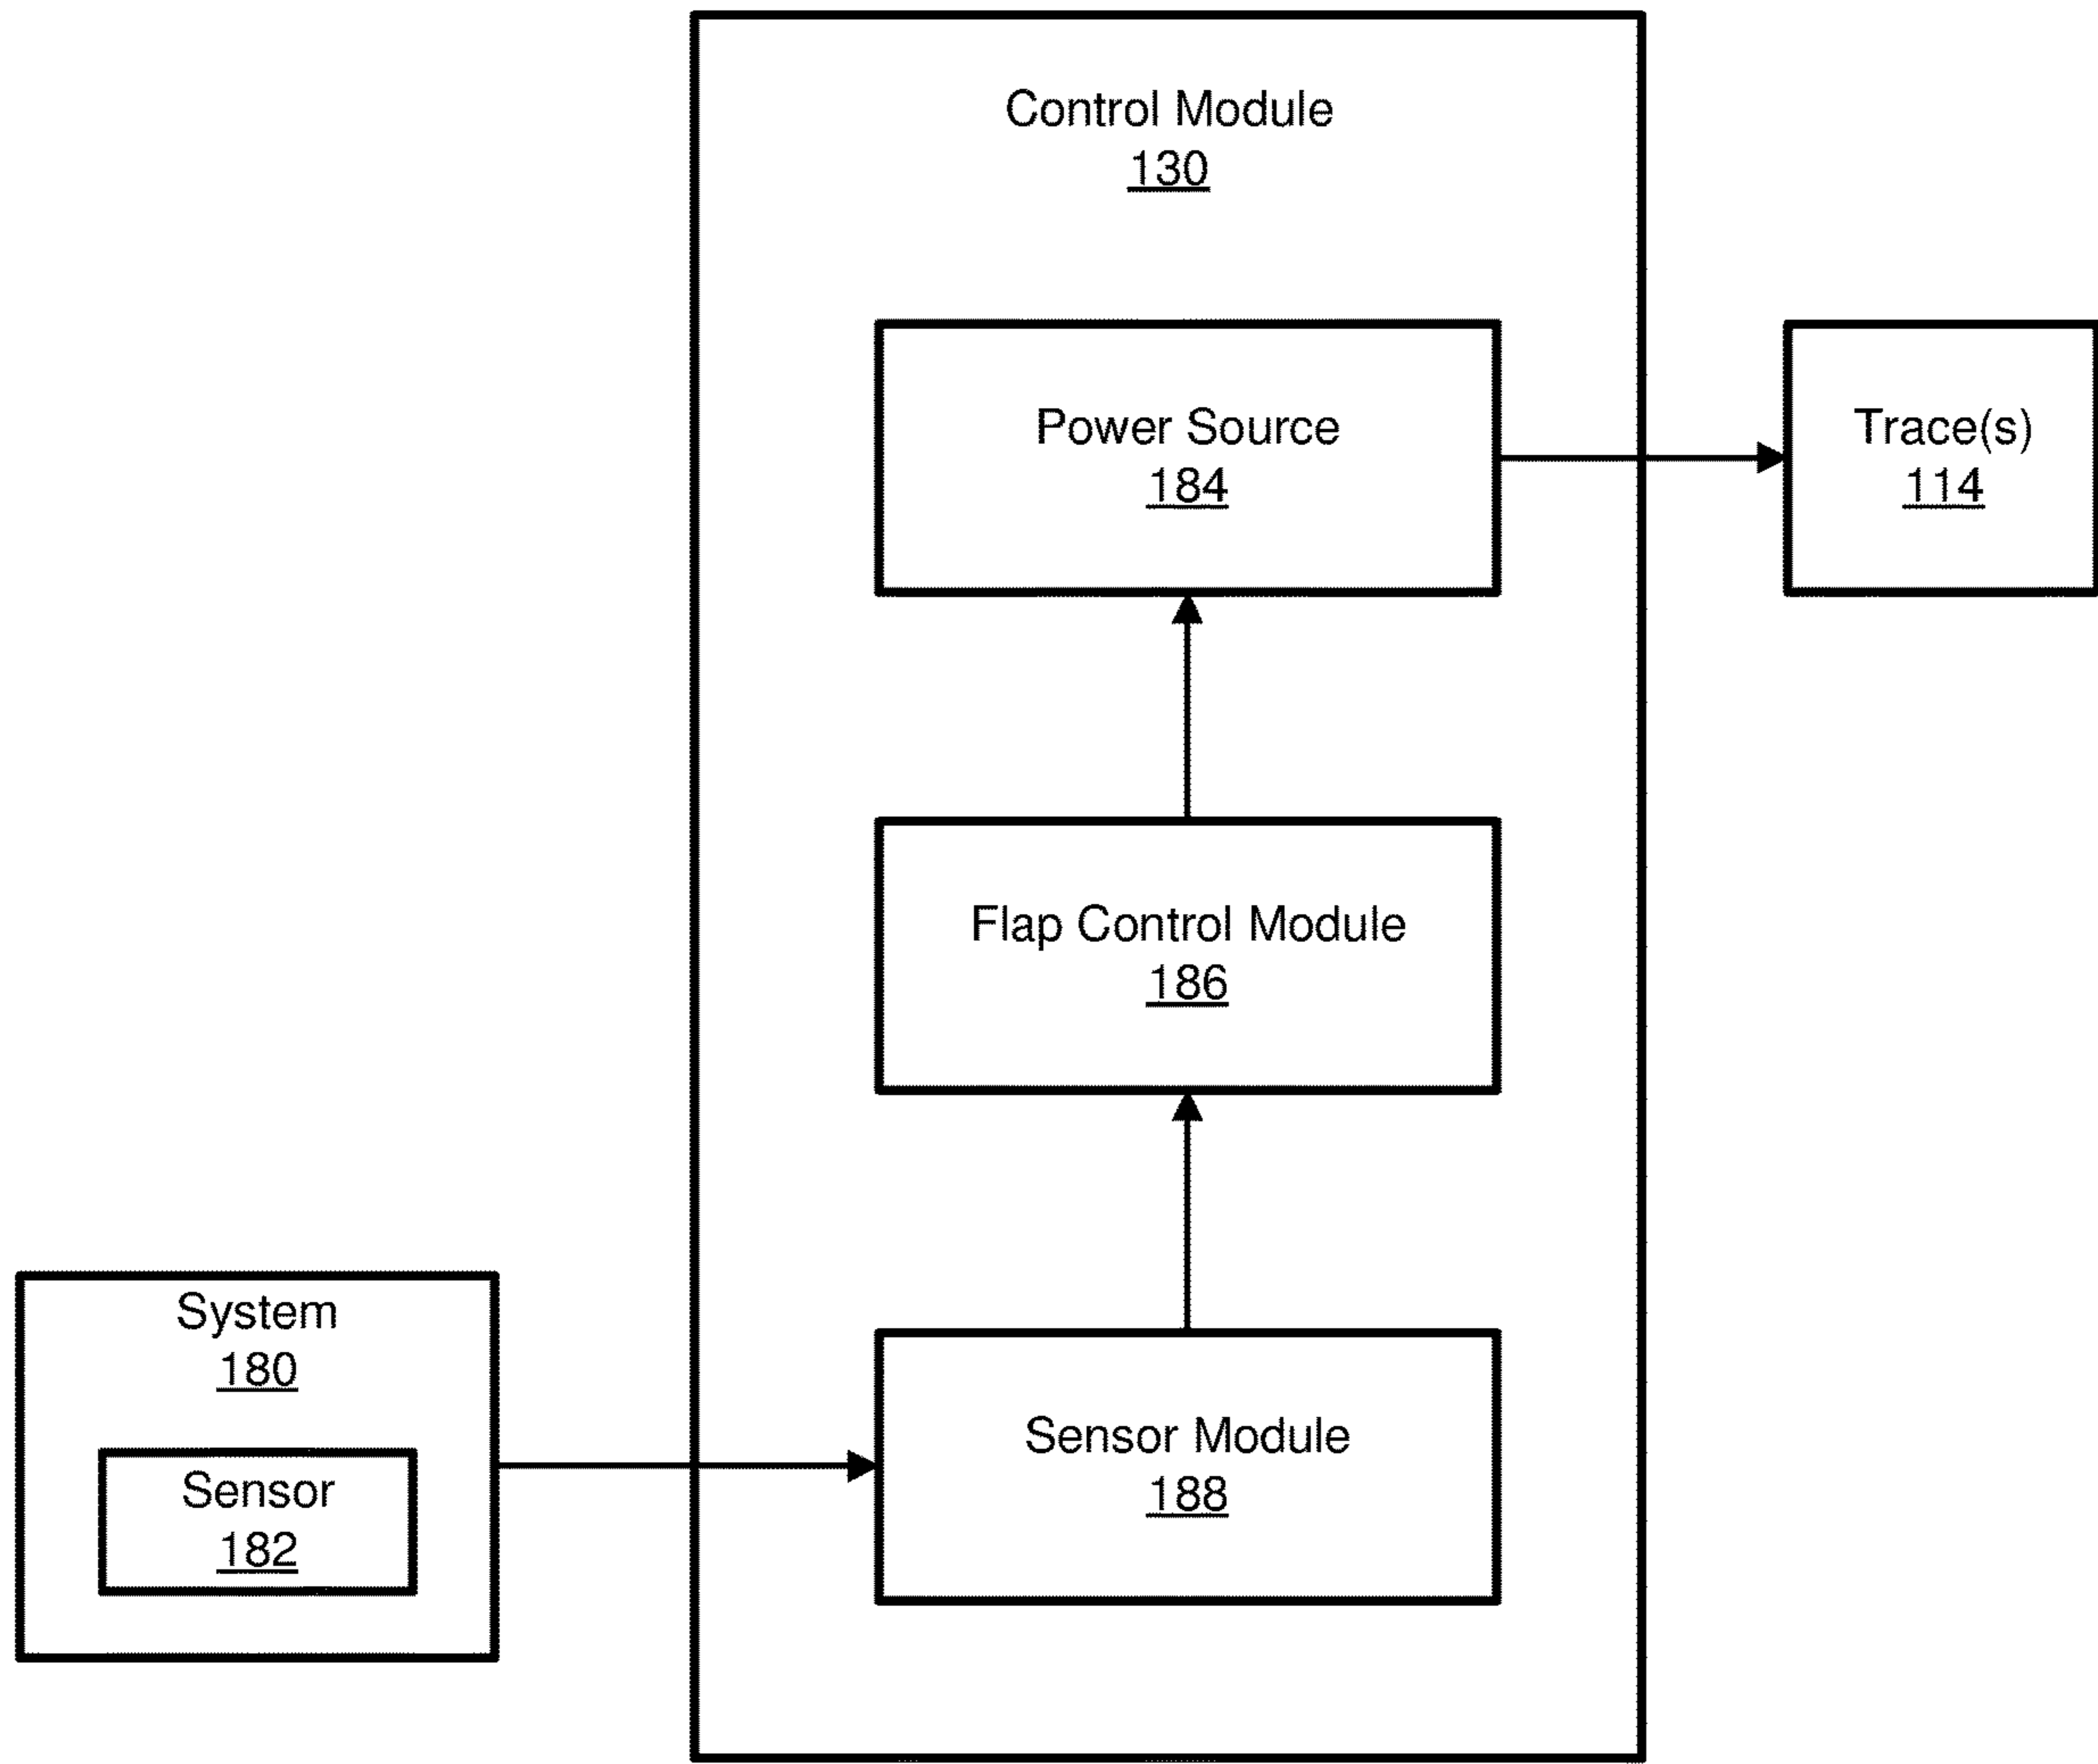 Control Module
130
Power Source
184
Trace(s)
114
Flap Control Module
186
System
180
Sensor
182
Sensor Module
188